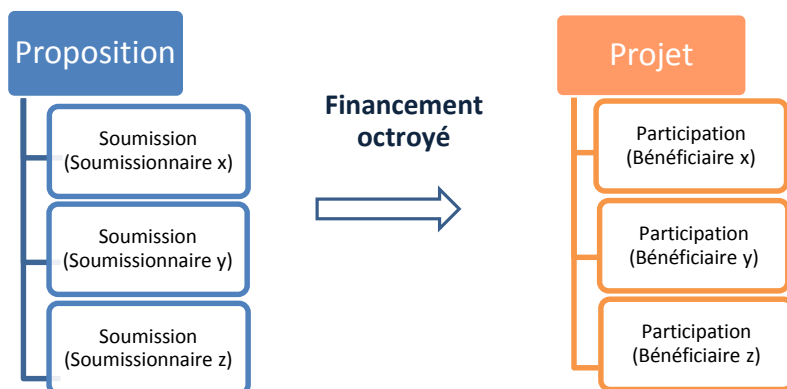 Proposition
Soumission
(Soumissionnaire x)
Soumission
(Soumissionnaire y)
Soumission
(Soumissionnaire z)
Financement
octroyé
Projet
Participation
(Bénéficiaire x)
Participation
(Bénéficiaire y)
Participation
(Bénéficiaire z)